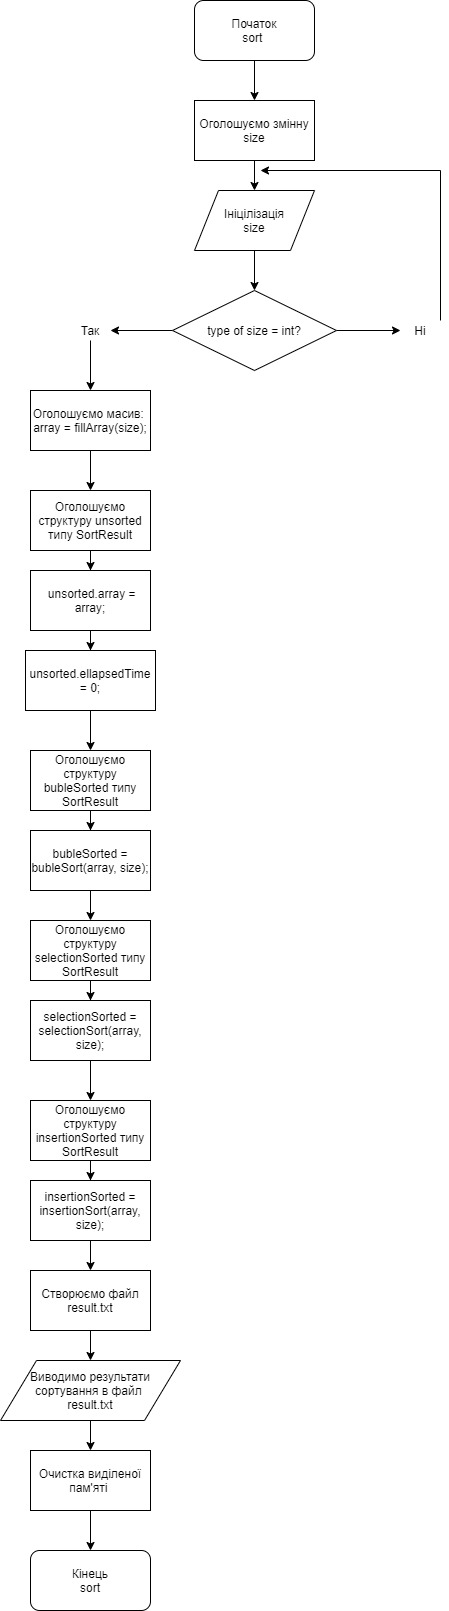 Початок
sort
Оголошуємо змінну
size
Ініцілізація
size
type of size = int?
Так
Ні
Оголошуємо масив:
array = fillArray(size);
Оголошуємо
структуру unsorted
типу SortResult
unsorted.array =
array;
unsorted.ellapsedTime
= 0;
Оголошуємо
структуру
bubleSorted типу
SortResult
bubleSorted =
bubleSort(array, size);
Оголошуємо
структуру
selectionSorted типу
SortResult
selectionSorted =
selectionSort(array,
size);
Оголошуємо
структуру
insertionSorted типу
SortResult
insertionSorted =
insertionSort(array,
size);
Створюємо файл
result.txt
Виводимо результати
сортування в файл
result.txt
Очистка виділеної
пам'яті
Кінець
sort